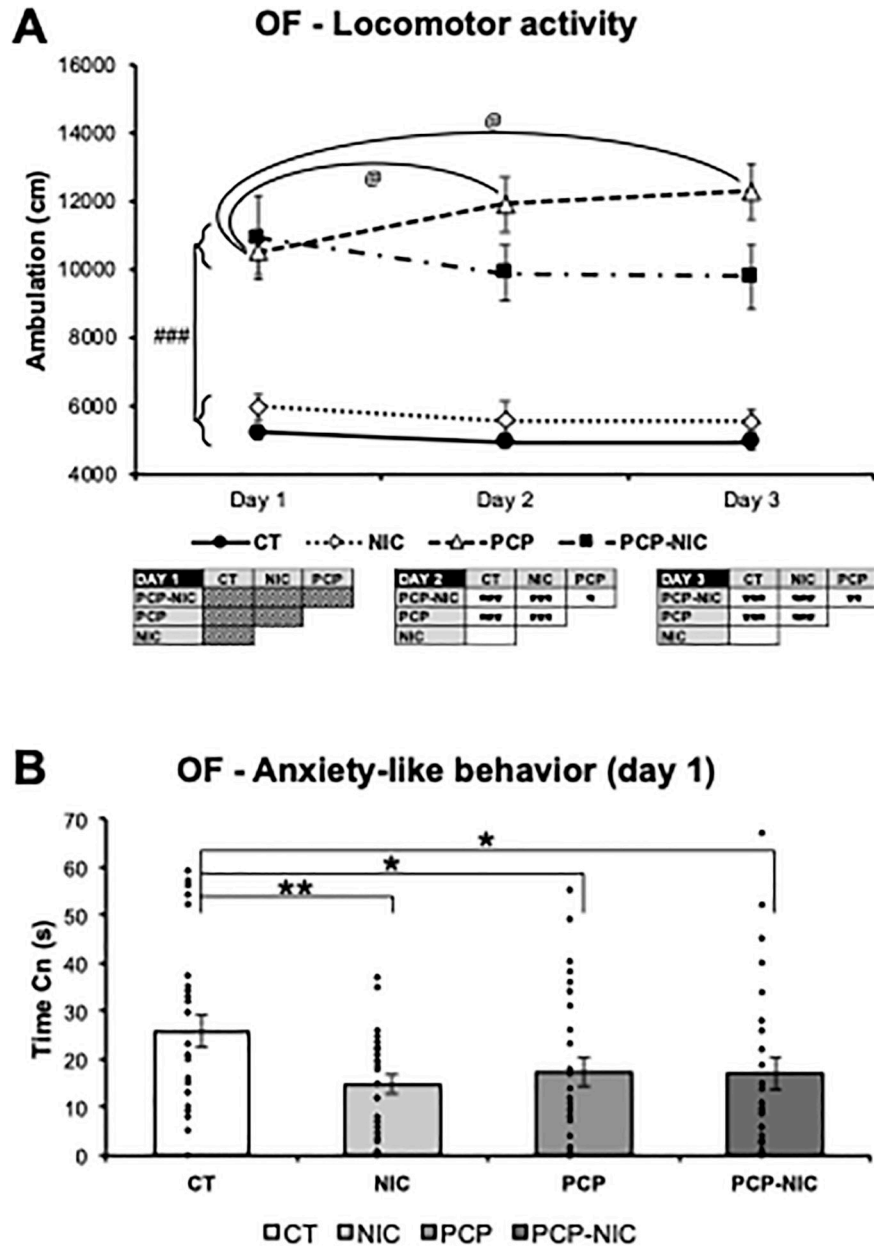 A
OF - Locomotor activity
Ambulation (cm)
16000
14000
12000
10000
8000
6000
4000
@
@
###
Day 1 Day 2 Day 3
CT NIC PCP PCP-NIC
DAY 1 CT NIC PCP
PCP-NIC
PCP
NIC
DAY 2 CT NIC PCP
PCP-NIC
PCP
NIC
DAY 3 CT NIC PCP
PCP-NIC
PCP
NIC
B
OF - Anxiety-like behavior (day 1)
Time Cn (s)
70
60
50
40
30
20
10
0
*
*
**
CT NIC PCP PCP-NIC
CT NIC PCP PCP-NIC